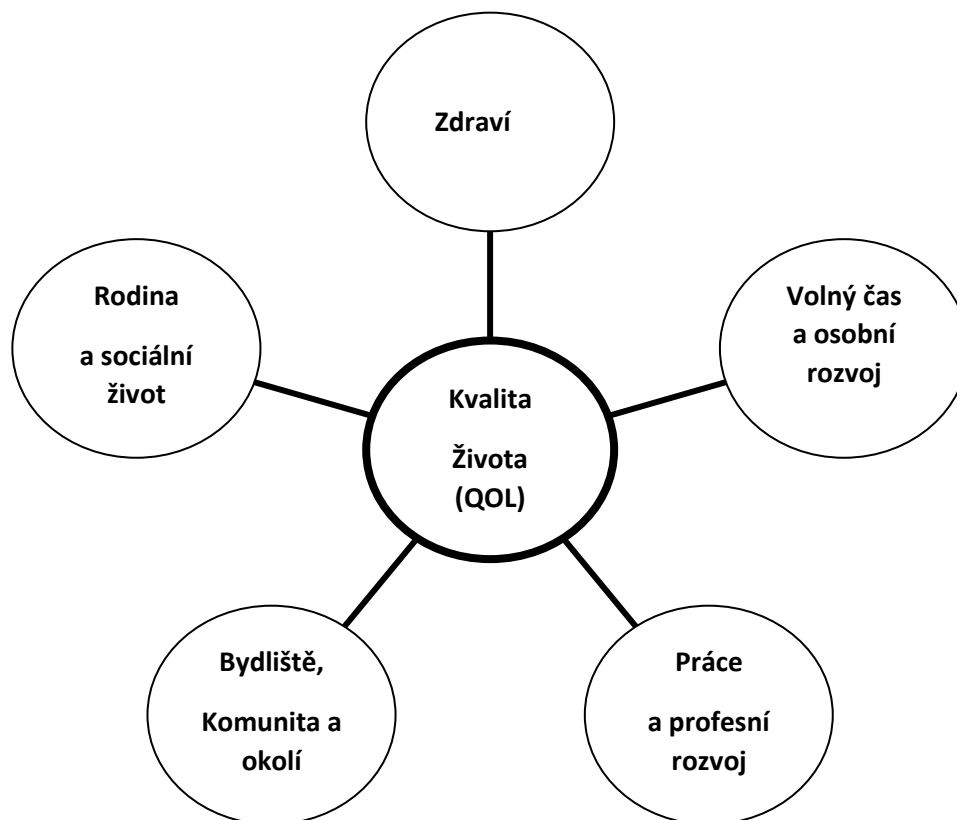 Zdraví
Rodina
a sociální
život
Volný čas
a osobní
rozvoj
Kvalita
Života
(QOL)
Bydliště,
Komunita a
okolí
Práce
a profesní
rozvoj